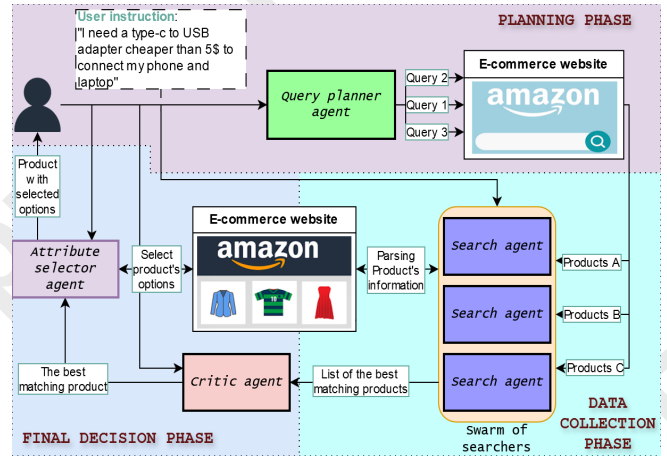 PLANNING PHASE
User instruction:
"I need a type-c to USB
adapter cheaper than 5$ to
connect my phone and
laptop"
Query planner
agent
Query 2
Query 1
Query 3
E-commerce website
amazon
Product
with
selected
options
E-commerce website
amazon
Attribute
selector
agent
Select
product's
options
Parsing
Product's
information
Search agent
Search agent
Search agent
Products A
Products B
Products C
The best
matching product
Critic agent
List of the best
matching products
Swarm of
searchers
FINAL DECISION PHASE
DATA
COLLECTION
PHASE